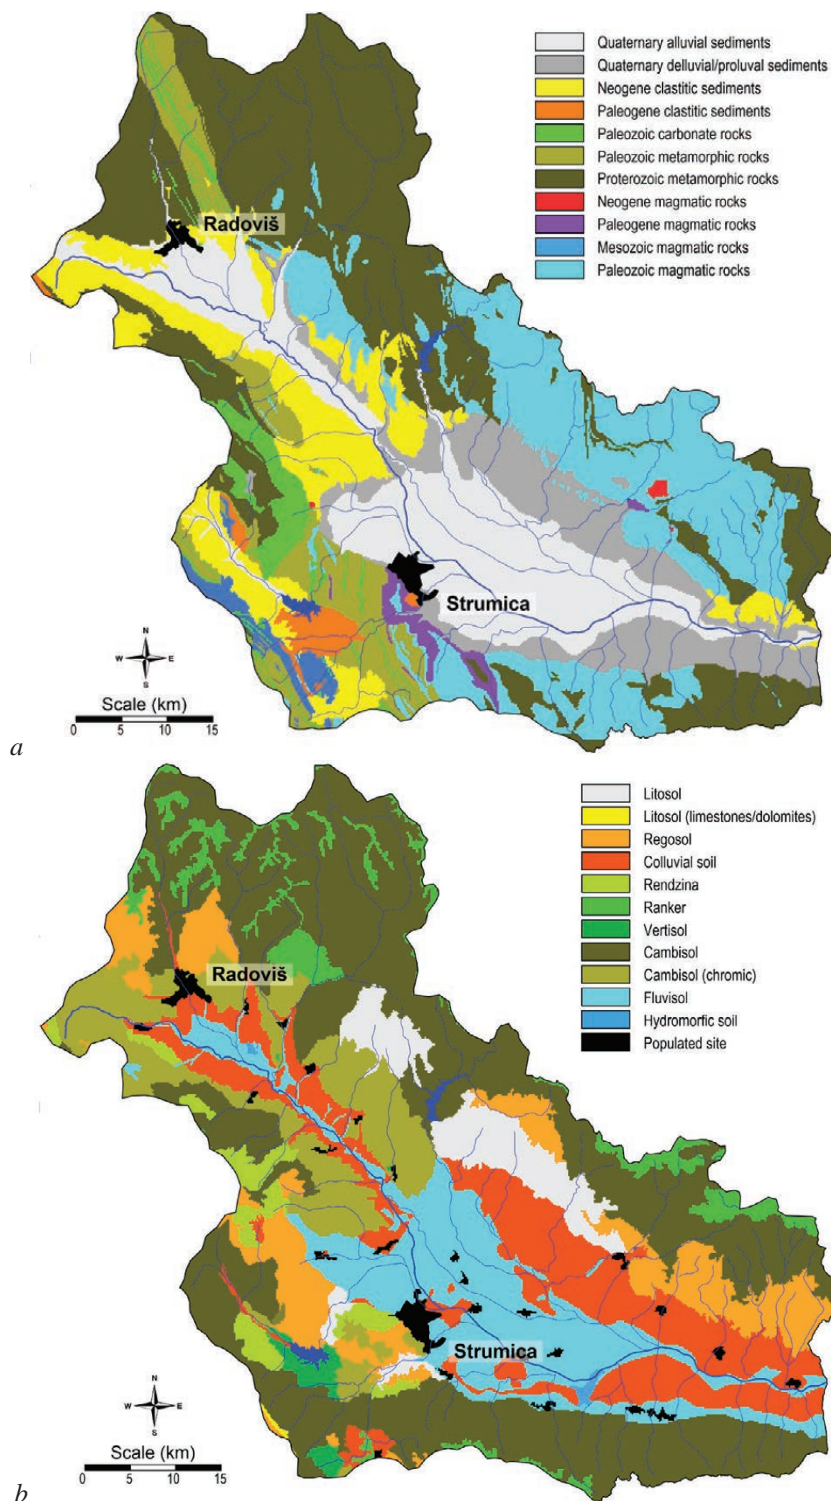 Quaternary alluvial sediments
Quaternary delluvial/proluval sediments
Neogene clastitic sediments
Paleogene clastitic sediments
Paleozoic carbonate rocks
Paleozoic metamorphic rocks
Proterozoic metamorphic rocks
Neogene magmatic rocks
Paleogene magmatic rocks
Mesozoic magmatic rocks
Paleozoic magmatic rocks
Radoviš
Strumica
N
W E
S
Scale (km)
0 5 10 15
a
Litosol
Litosol (limestones/dolomites)
Regosol
Colluvial soil
Rendzina
Ranker
Vertisol
Cambisol
Cambisol (chromic)
Fluvisol
Hydromorfic soil
Populated site
Radoviš
Strumica
N
W E
S
Scale (km)
0 5 10 15
b